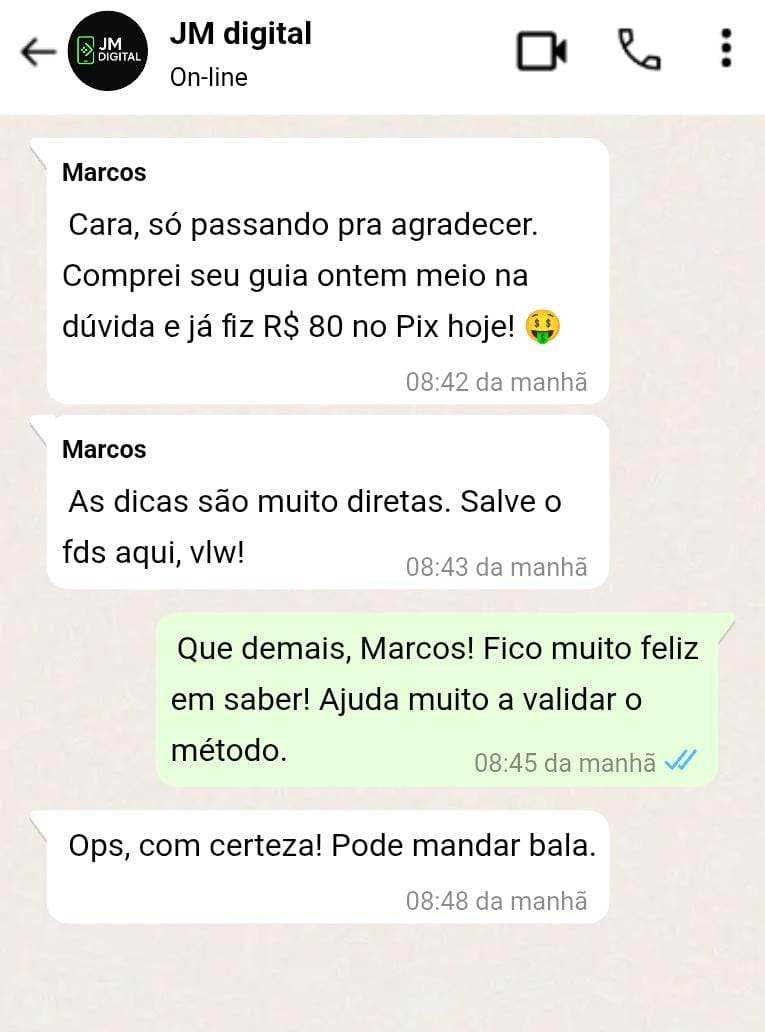 JM
DIGITAL
JM digital
On-line
Marcos
Cara, só passando pra agradecer.
Comprei seu guia ontem meio na
dúvida e já fiz R$ 80 no Pix hoje! 🤑
08:42 da manhã
Marcos
As dicas são muito diretas. Salve o
fds aqui, vlw!
08:43 da manhã
Que demais, Marcos! Fico muito feliz
em saber! Ajuda muito a validar o
método.
08:45 da manhã
Ops, com certeza! Pode mandar bala.
08:48 da manhã